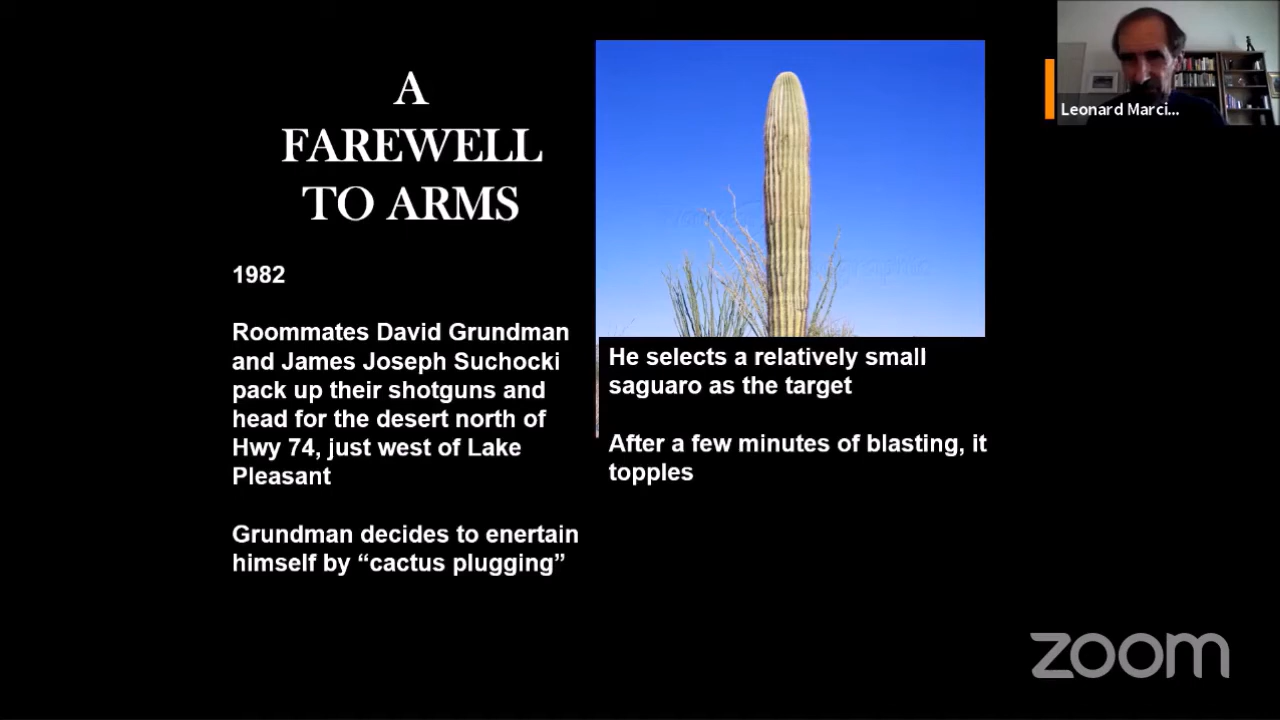 A
FAREWELL
TO ARMS
1982
Roommates David Grundman
and James Joseph Suchocki
pack up their shotguns and
head for the desert north of
Hwy 74, just west of Lake
Pleasant
Grundman decides to enertain
himself by “cactus plugging”
He selects a relatively small
saguaro as the target
After a few minutes of blasting, it
topples
Leonard Marci...
zoom